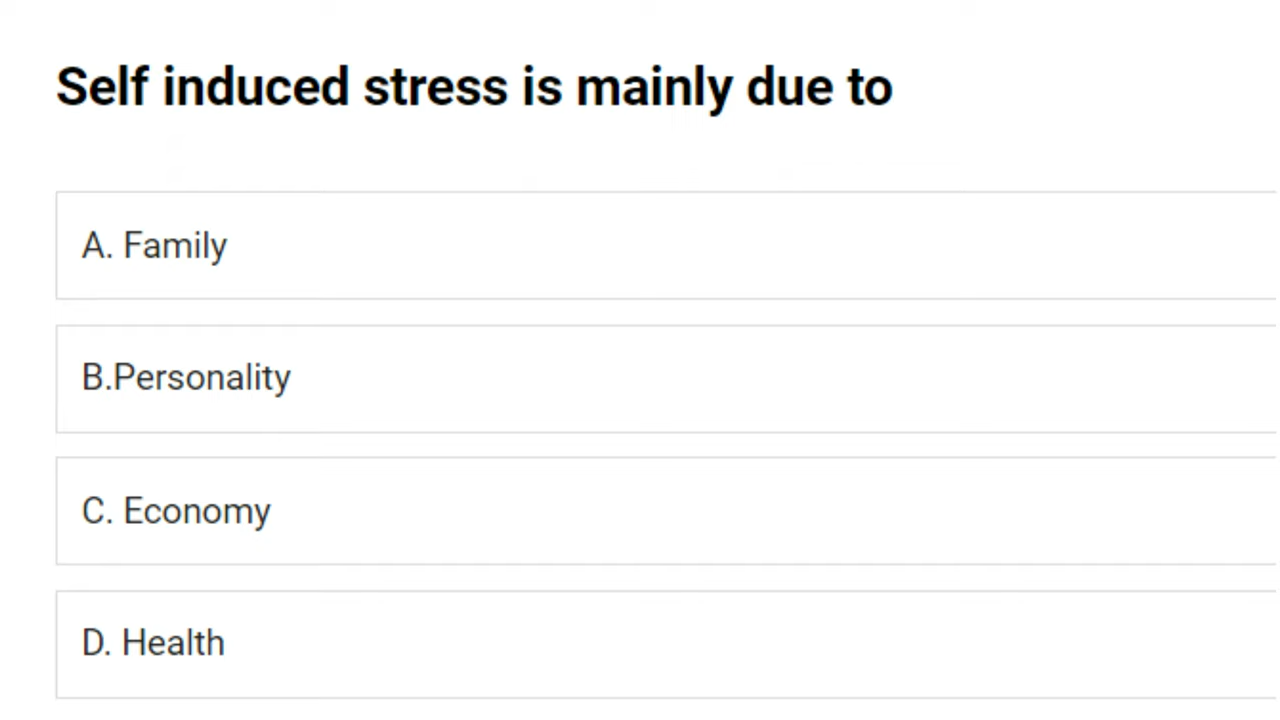 Self induced stress is mainly due to
A. Family
B.Personality
C. Economy
D. Health